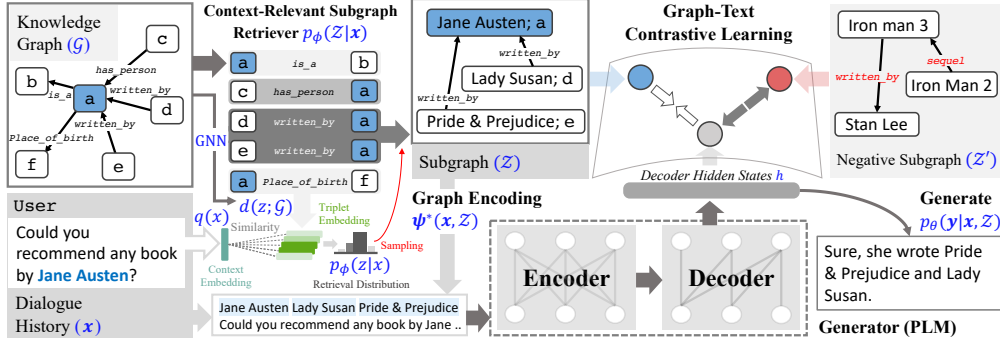 Knowledge
Graph (𝒢)
c
has_person
b
is_a
a
written_by
d
Place_of_birth
written_by
f
e
Context-Relevant Subgraph
Retriever pϕ(𝒵|𝒙)
a is_a b
c has_person a
d written_by a
e written_by a
a Place_of_birth f
GNN
d(z;𝒢)
Triplet
Embedding
q(x)
Similarity
Context
Embedding
pϕ(z|x)
Sampling
Retrieval Distribution
Jane Austen; a
Lady Susan; d
written_by
Pride & Prejudice; e
Subgraph (𝒵)
Graph-Text
Contrastive Learning
Decoder Hidden States h
Iron man 3
sequel
written_by
Iron Man 2
Stan Lee
Negative Subgraph (𝒵′)
User
Could you
recommend any book
by Jane Austen?
Dialogue
History (𝒙)
Graph Encoding
𝝍*(𝒙,𝒵)
Jane Austen Lady Susan Pride & Prejudice
Could you recommend any book by Jane ..
Encoder
Decoder
Generate
pθ(𝒚|𝒙,𝒵)
Sure, she wrote Pride
& Prejudice and Lady
Susan.
Generator (PLM)